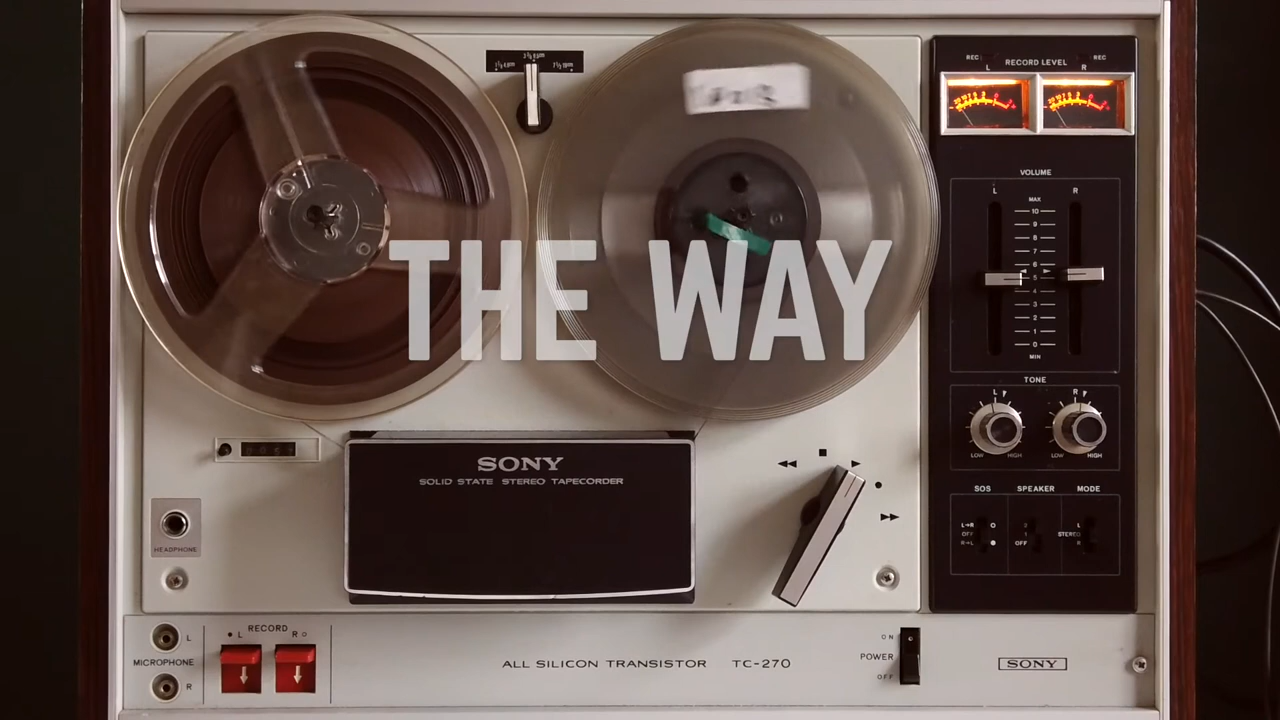 REC RECORD LEVEL REC
L R
THE WAY
VOLUME
L R
MAX
10
9
8
7
6
5
4
3
2
1
0
MIN
TONE
L R
LOW HIGH LOW HIGH
SONY
SOLID STATE STEREO TAPECORDER
SOS SPEAKER MODE
L→R
OFF
R→L
2
1
OFF
L
STEREO
R
HEADPHONE
RECORD
L R
MICROPHONE
L
R
ALL SILICON TRANSISTOR TC-270
ON
POWER
OFF
SONY